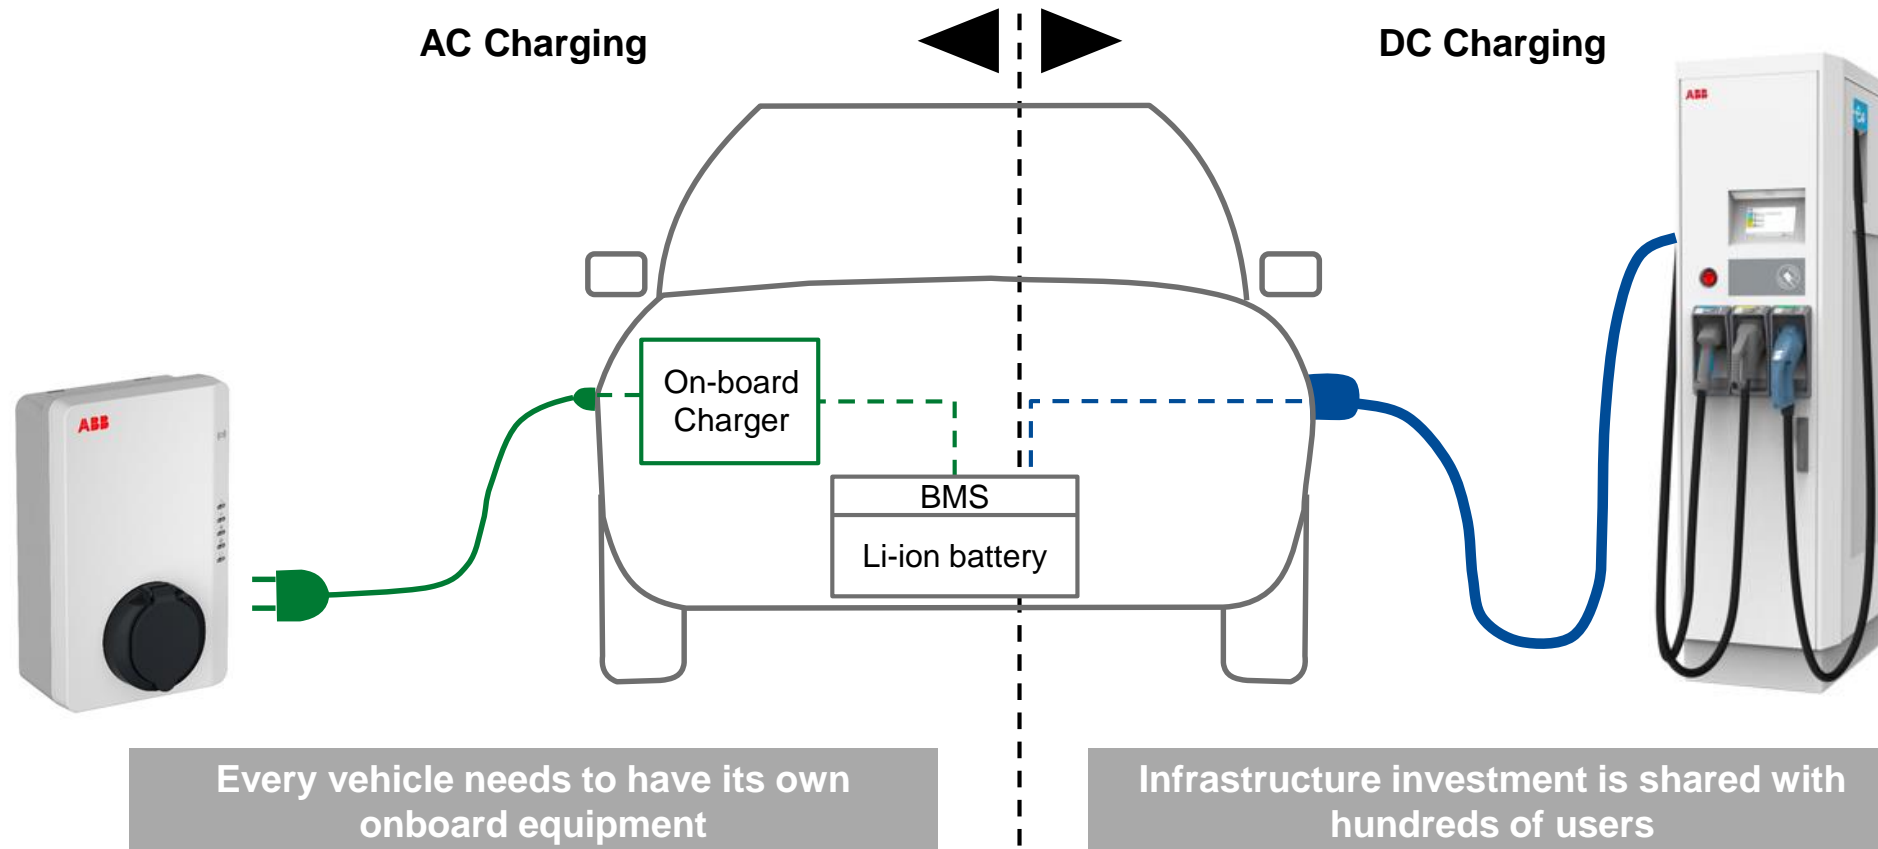 AC Charging
DC Charging
ABB
ABB
On-board
Charger
BMS
Li-ion battery
Every vehicle needs to have its own
onboard equipment
Infrastructure investment is shared with
hundreds of users